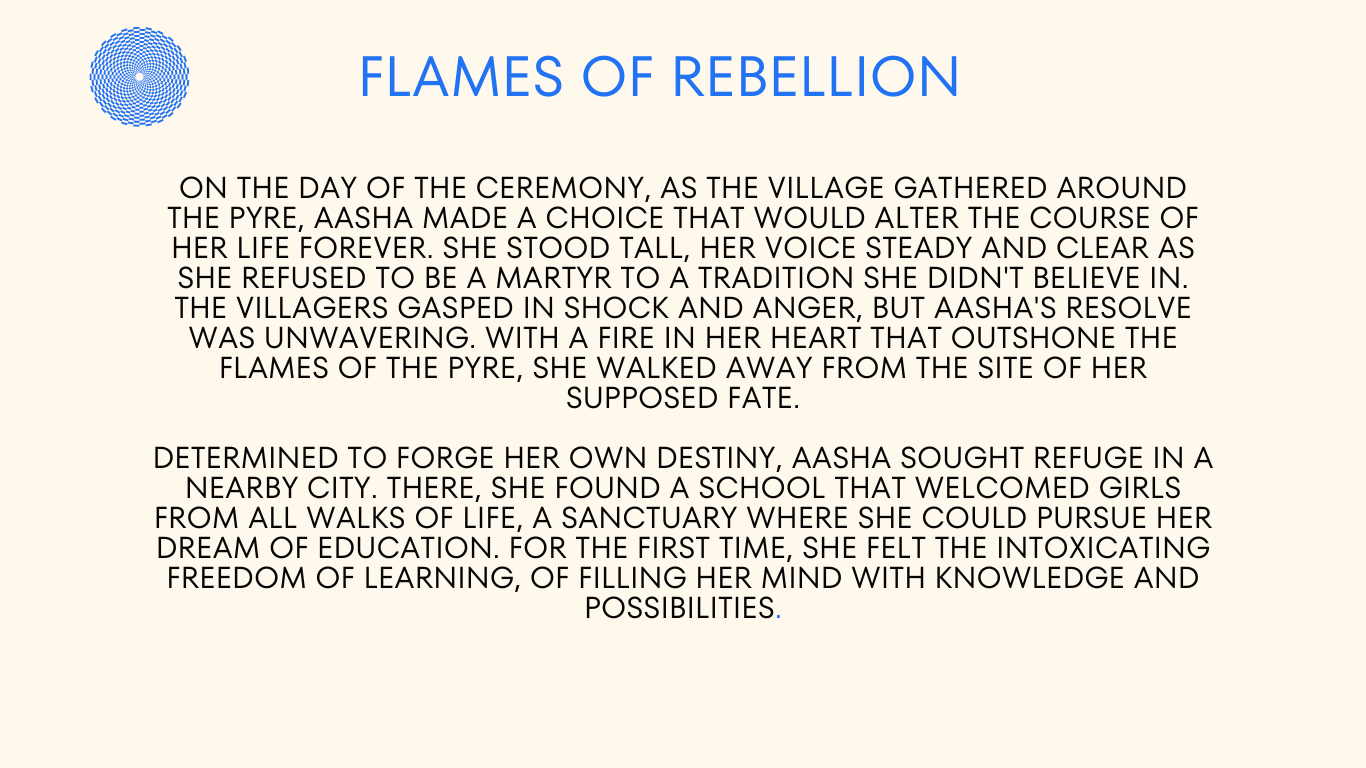 FLAMES OF REBELLION
ON THE DAY OF THE CEREMONY, AS THE VILLAGE GATHERED AROUND
THE PYRE, AASHA MADE A CHOICE THAT WOULD ALTER THE COURSE OF
HER LIFE FOREVER. SHE STOOD TALL, HER VOICE STEADY AND CLEAR AS
SHE REFUSED TO BE A MARTYR TO A TRADITION SHE DIDN'T BELIEVE IN.
THE VILLAGERS GASPED IN SHOCK AND ANGER, BUT AASHA'S RESOLVE
WAS UNWAVERING. WITH A FIRE IN HER HEART THAT OUTSHONE THE
FLAMES OF THE PYRE, SHE WALKED AWAY FROM THE SITE OF HER
SUPPOSED FATE.
DETERMINED TO FORGE HER OWN DESTINY, AASHA SOUGHT REFUGE IN A
NEARBY CITY. THERE, SHE FOUND A SCHOOL THAT WELCOMED GIRLS
FROM ALL WALKS OF LIFE, A SANCTUARY WHERE SHE COULD PURSUE HER
DREAM OF EDUCATION. FOR THE FIRST TIME, SHE FELT THE INTOXICATING
FREEDOM OF LEARNING, OF FILLING HER MIND WITH KNOWLEDGE AND
POSSIBILITIES.